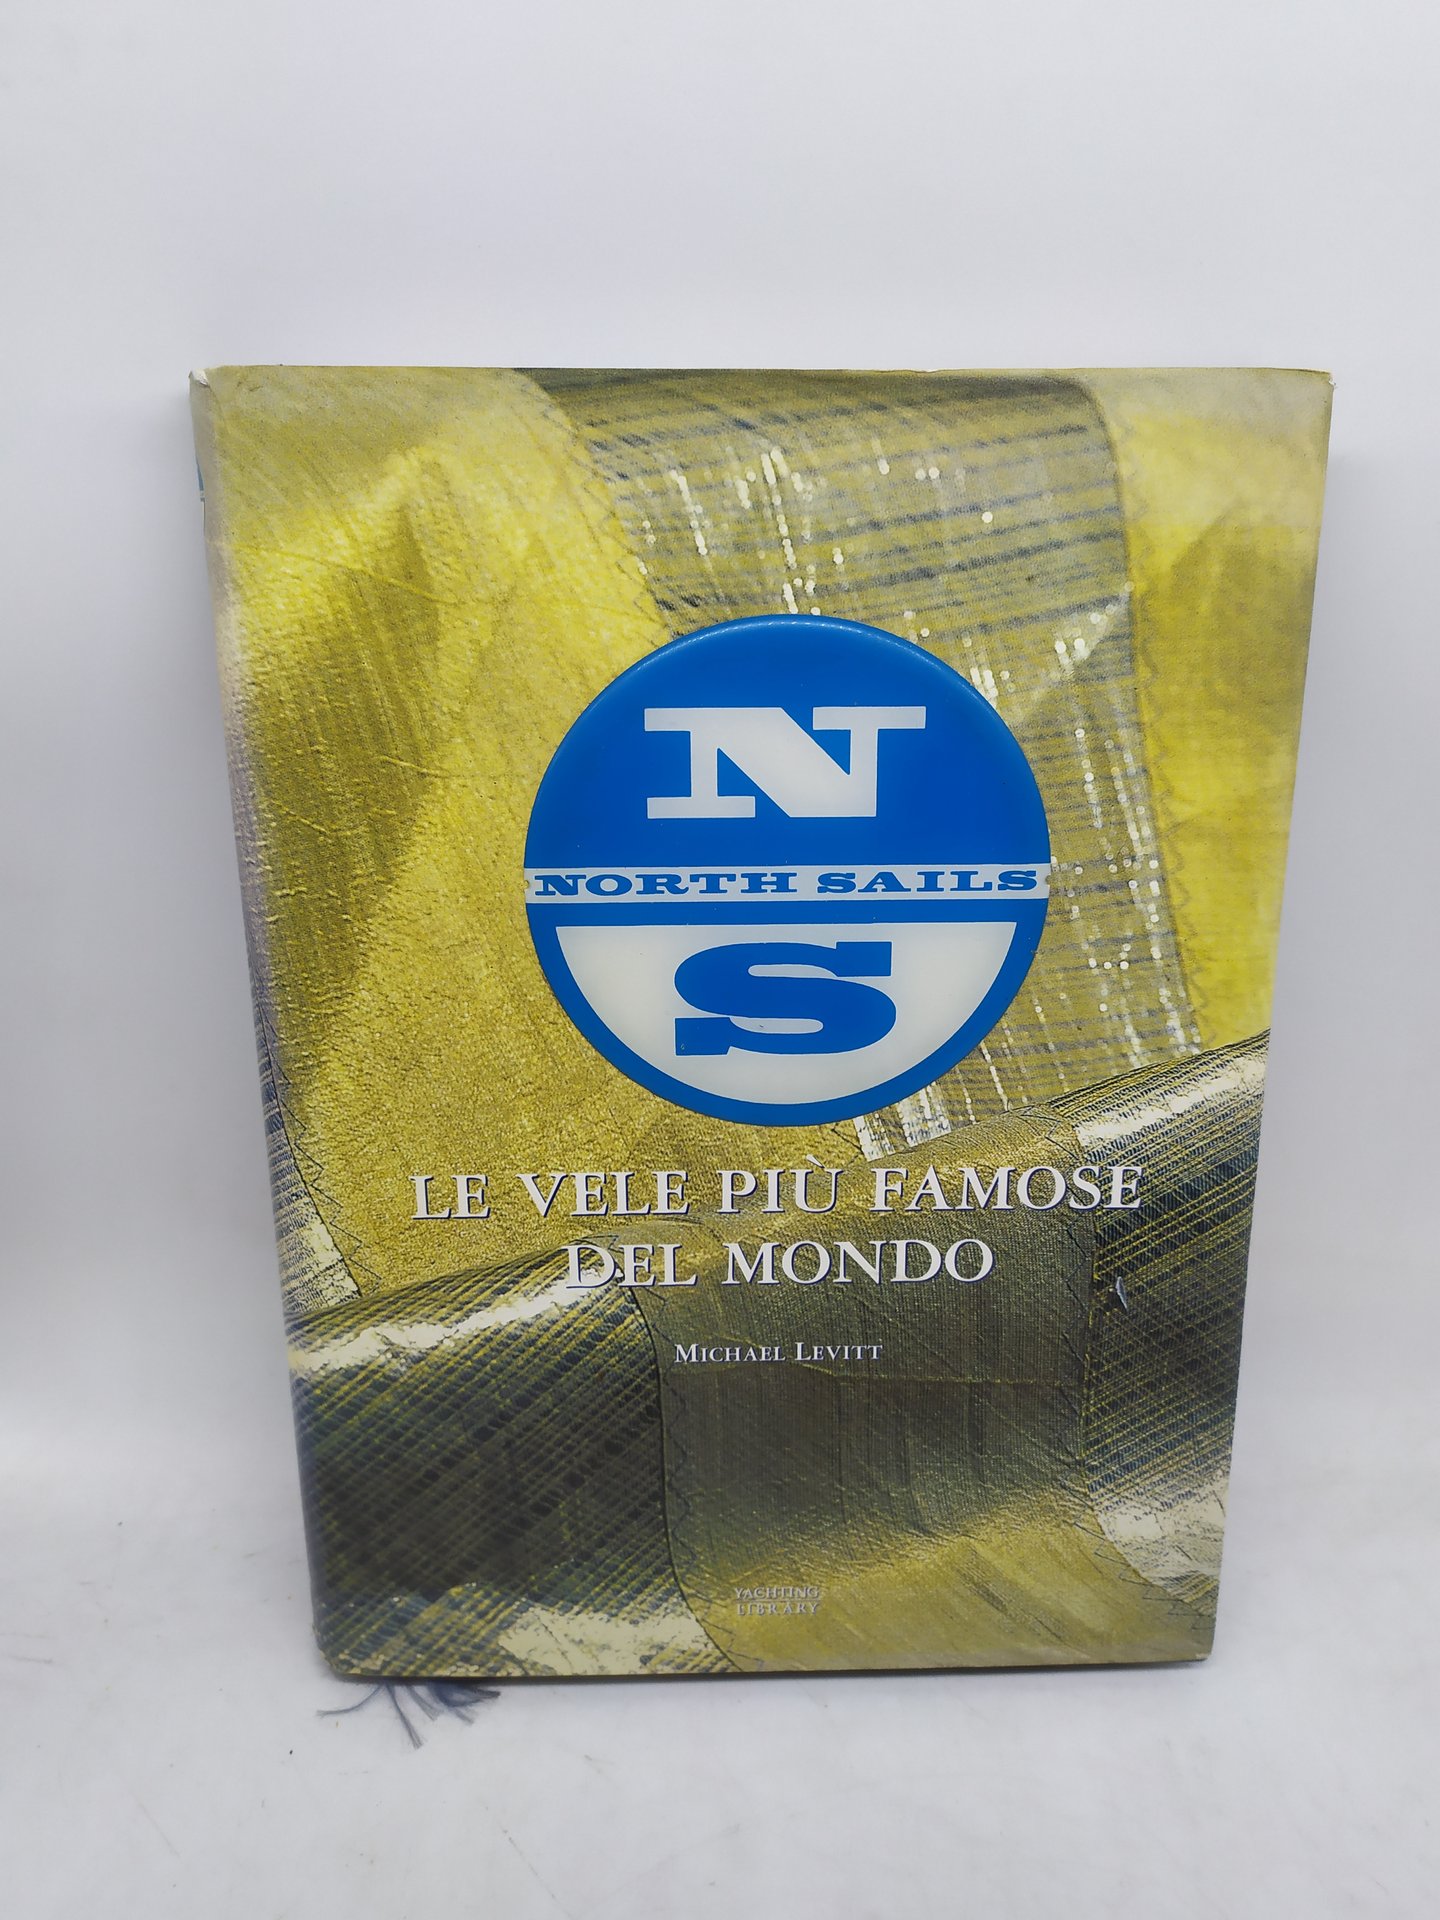 N
NORTH SAILS
S
LE VELE PIÙ FAMOSE
DEL MONDO
MICHAEL LEVITT
YACHTING
LIBRARY